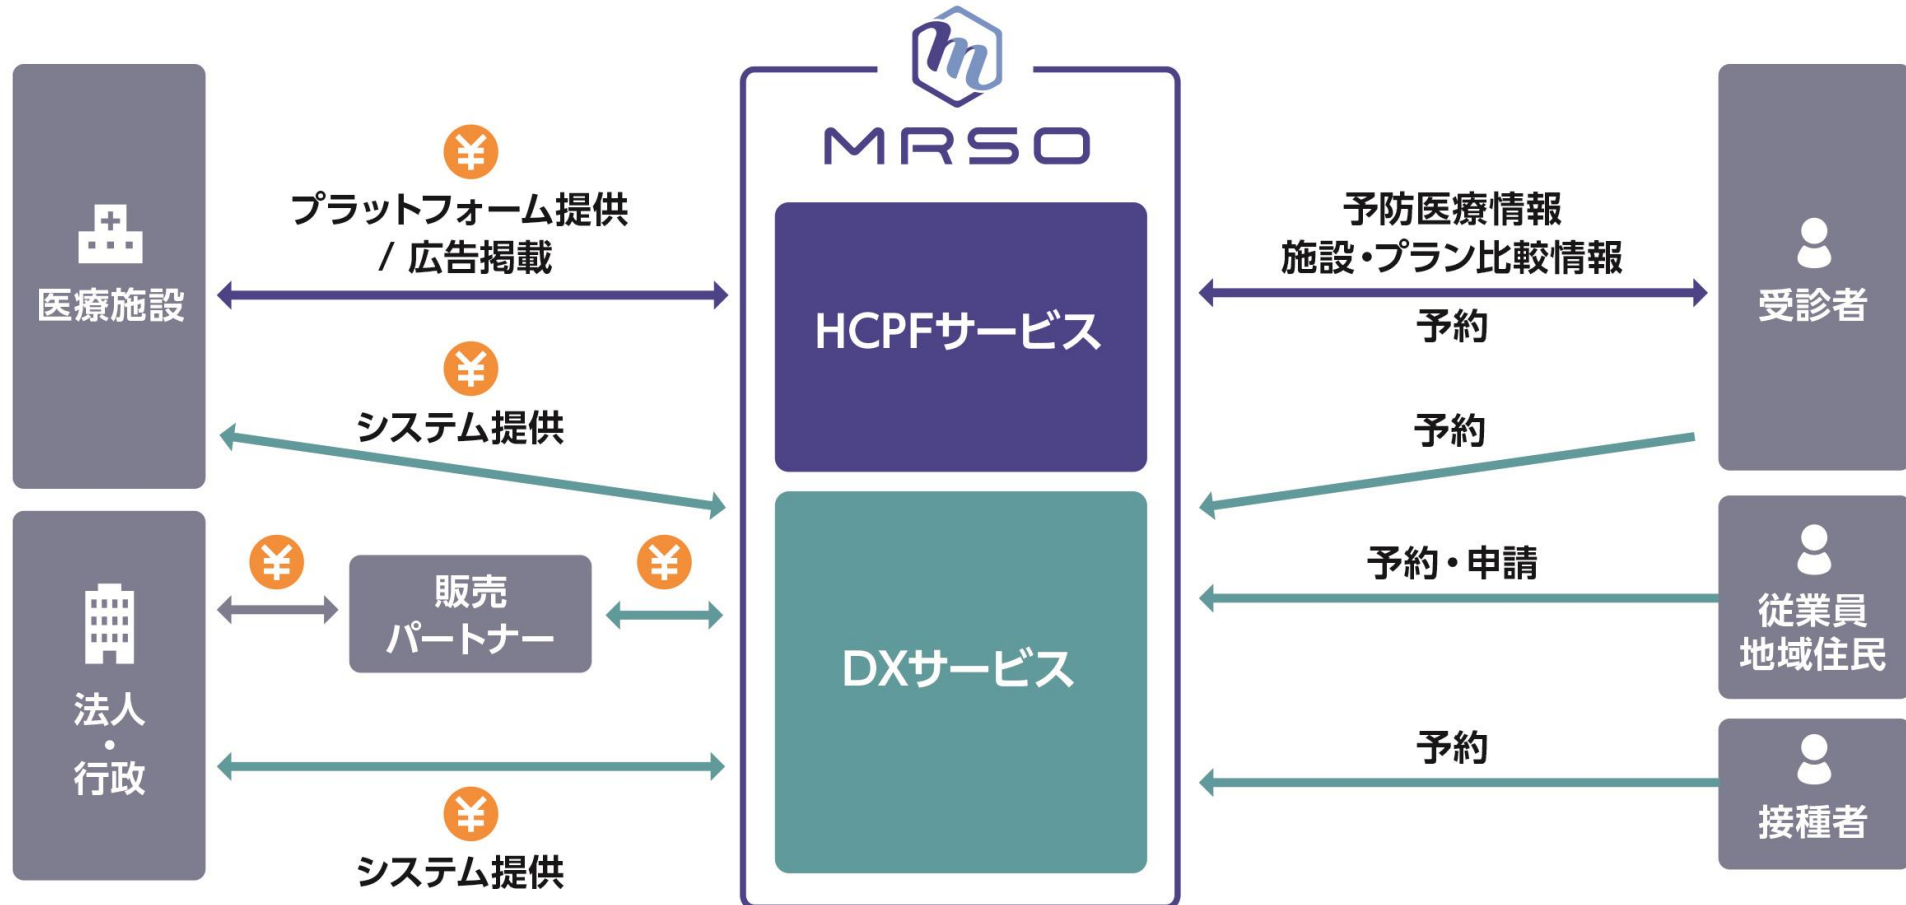 MRSO
¥
プラットフォーム提供
/ 広告掲載
医療施設
¥
システム提供
¥
販売
パートナー
¥
法人
・
行政
¥
システム提供
HCPFサービス
DXサービス
予防医療情報
施設・プラン比較情報
予約
受診者
予約
予約・申請
従業員
地域住民
予約
接種者